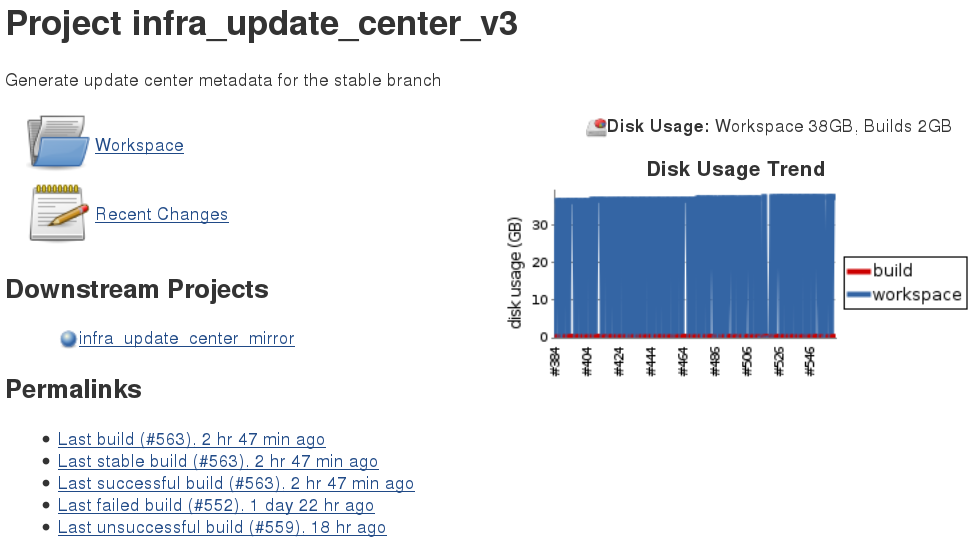 Project infra_update_center_v3
Generate update center metadata for the stable branch
Workspace
Recent Changes
Disk Usage: Workspace 38GB, Builds 2GB
Disk Usage Trend
disk usage (GB)
30
20
10
0
#384
#404
#424
#444
#464
#486
#506
#526
#546
build
workspace
Downstream Projects
infra_update_center_mirror
Permalinks
Last build (#563), 2 hr 47 min ago
Last stable build (#563), 2 hr 47 min ago
Last successful build (#563), 2 hr 47 min ago
Last failed build (#552), 1 day 22 hr ago
Last unsuccessful build (#559), 18 hr ago